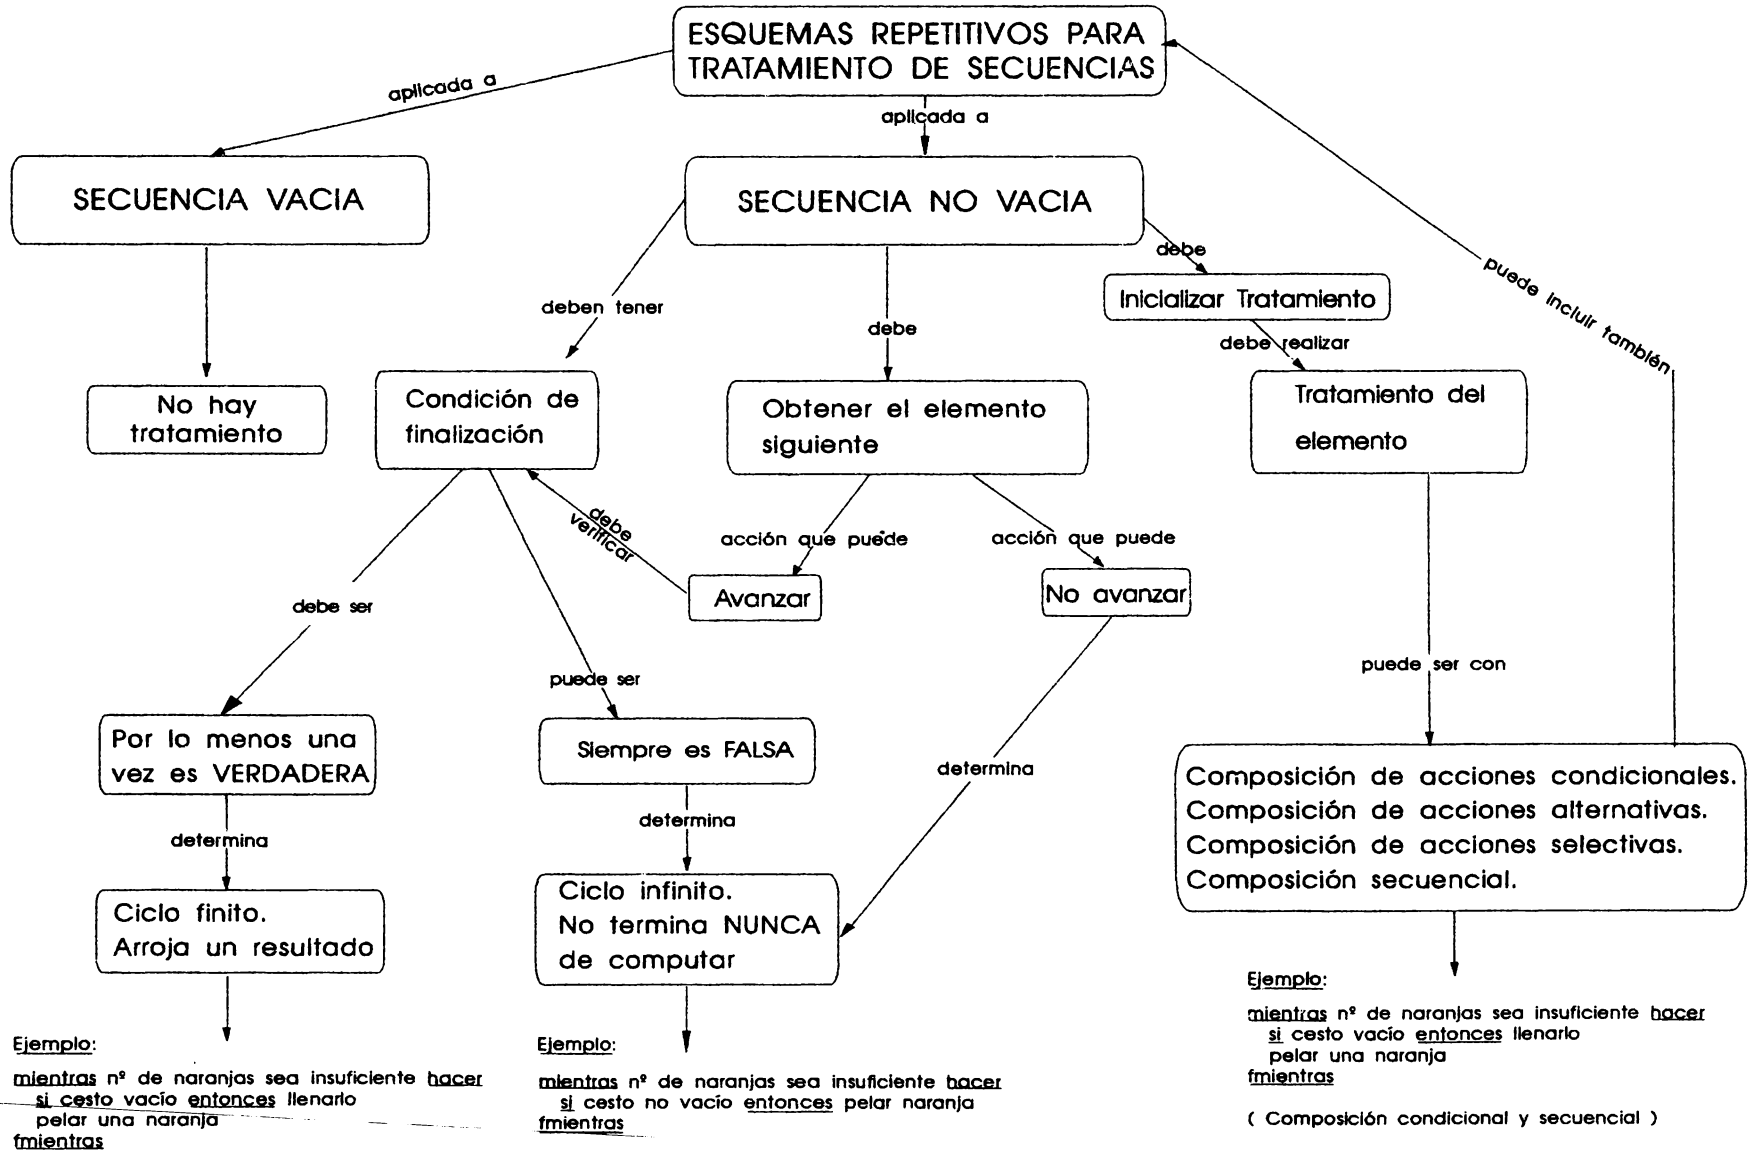 ESQUEMAS REPETITIVOS PARA
TRATAMIENTO DE SECUENCIAS
aplicada a
aplicada a
SECUENCIA VACIA
SECUENCIA NO VACIA
debe
puede incluir también
Inicializar Tratamiento
deben tener
debe
debe realizar
No hay
tratamiento
Condición de
finalización
Obtener el elemento
siguiente
Tratamiento del
elemento
debe
verificar
acción que puede
acción que puede
Avanzar
No avanzar
debe ser
puede ser
puede ser con
Por lo menos una
vez es VERDADERA
Siempre es FALSA
determina
Composición de acciones condicionales.
Composición de acciones alternativas.
Composición de acciones selectivas.
Composición secuencial.
determina
determina
Ciclo finito.
Arroja un resultado
Ciclo infinito.
No termina NUNCA
de computar
Ejemplo:
mientras nº de naranjas sea insuficiente hacer
si cesto vacío entonces llenarlo
pelar una naranja
fmientras
Ejemplo:
mientras nº de naranjas sea insuficiente hacer
si cesto no vacío entonces pelar naranja
fmientras
Ejemplo:
mientras nº de naranjas sea insuficiente hacer
si cesto vacío entonces llenarlo
pelar una naranja
fmientras
( Composición condicional y secuencial )